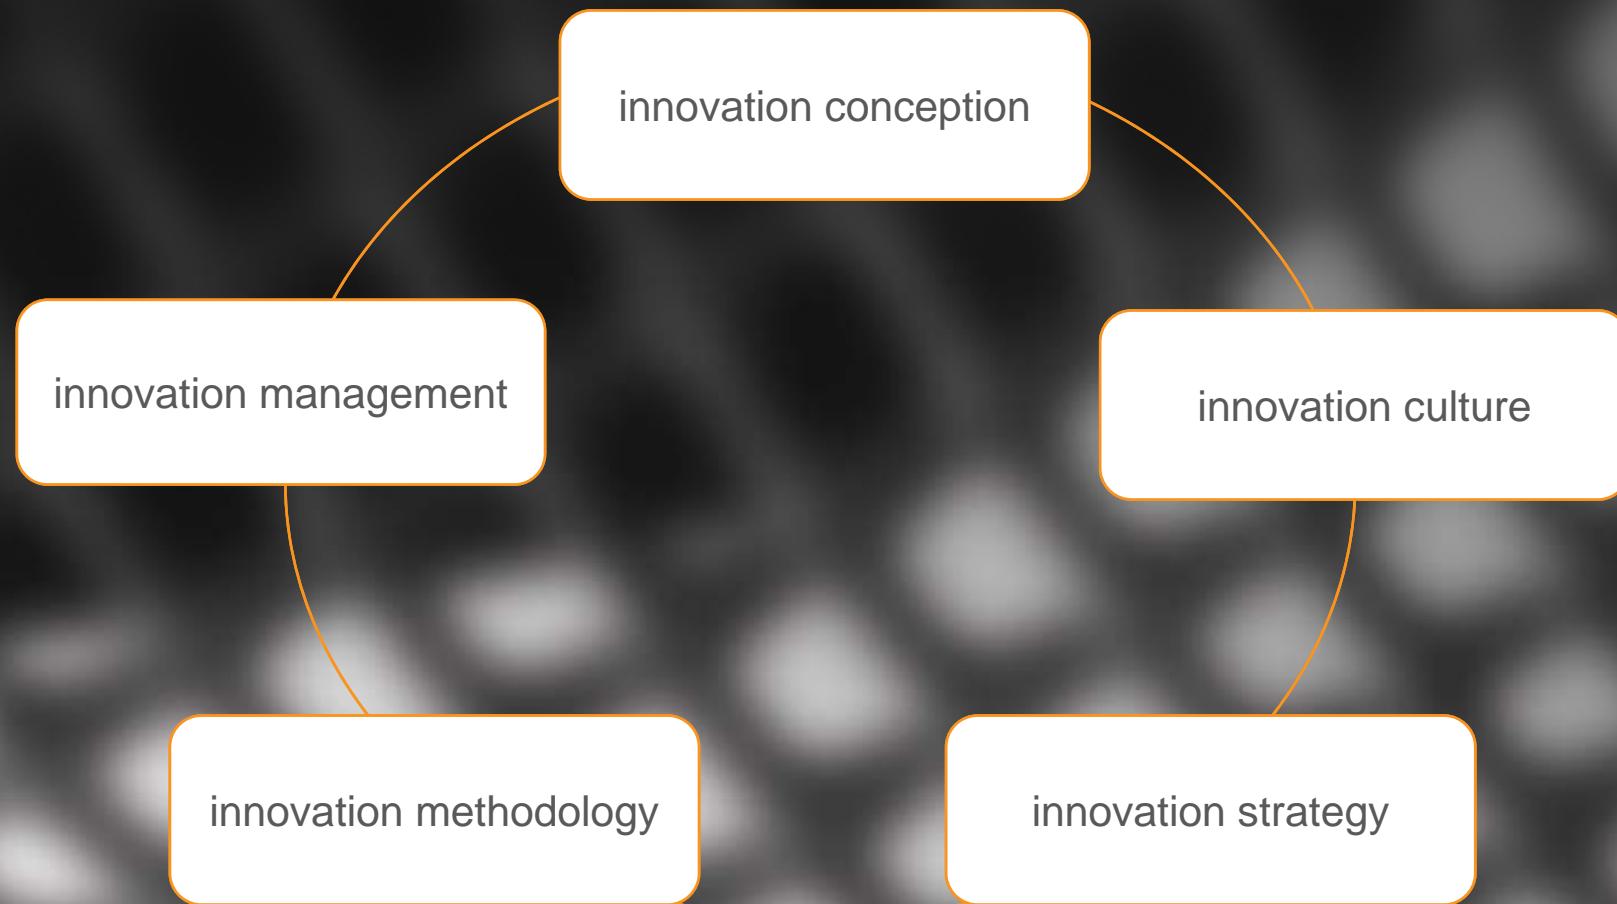 innovation conception
innovation management
innovation culture
innovation methodology
innovation strategy